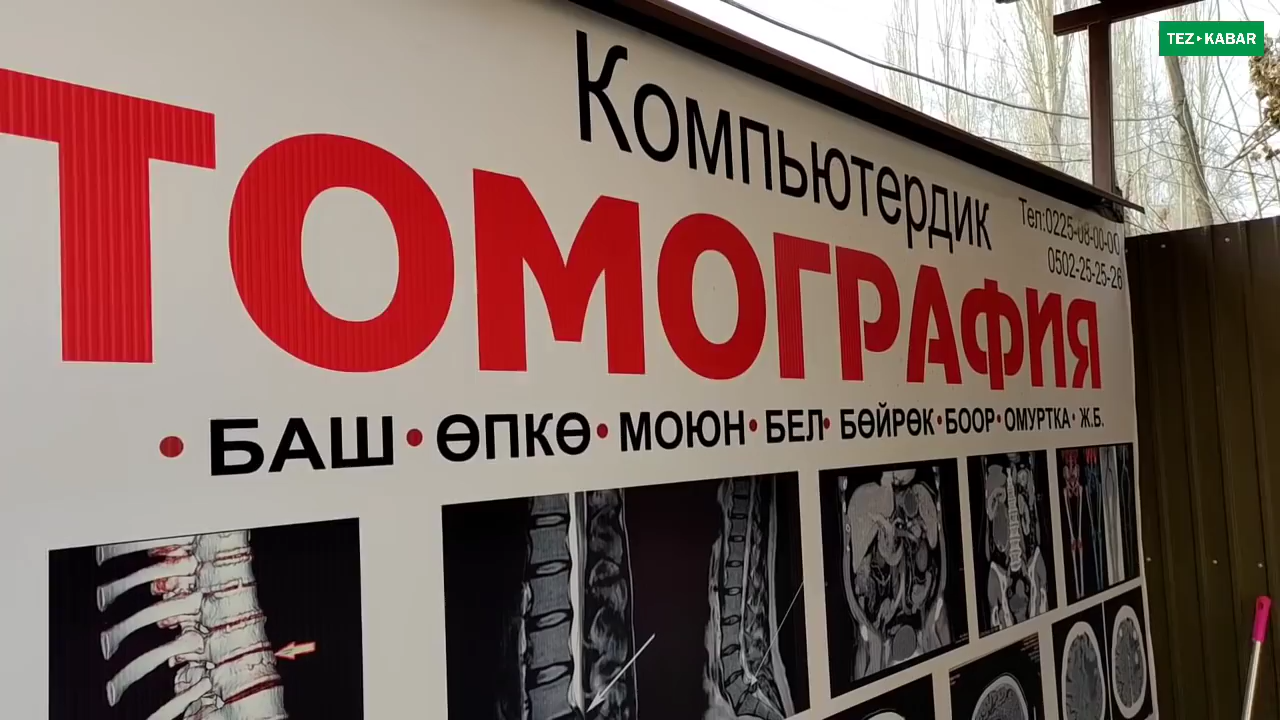 TEZ KABAR
Компьютердик
Тел:0225-08-00-00
0502-25-25-26
ТОМОГРАФИЯ
• БАШ • ӨПКӨ • МОЮН • БЕЛ • БӨЙРӨК • БООР • ОМУРТКА • Ж.Б.